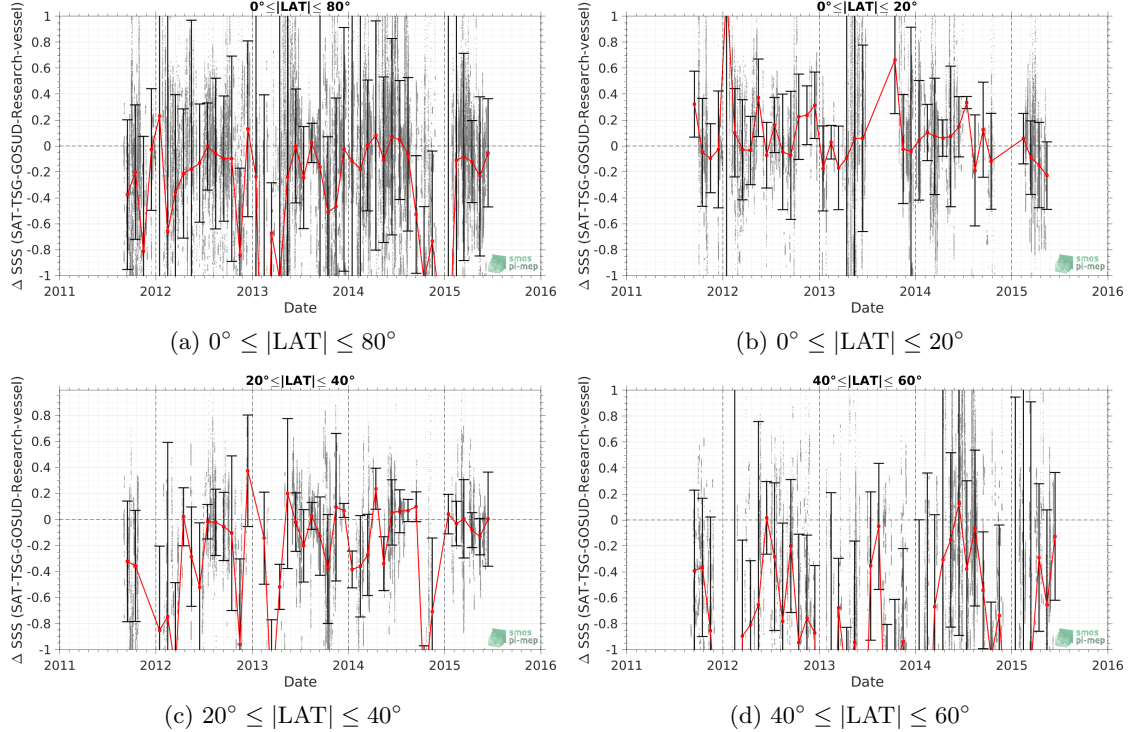 0°≤|LAT|≤ 80°
Δ SSS (SAT-TSG-GOSUD-Research-vessel)
1
0.8
0.6
0.4
0.2
0
-0.2
-0.4
-0.6
-0.8
-1
2011 2012 2013 2014 2015 2016
Date
smos
pi-mep
(a) 0° ≤ |LAT| ≤ 80°
0°≤|LAT|≤ 20°
Δ SSS (SAT-TSG-GOSUD-Research-vessel)
1
0.8
0.6
0.4
0.2
0
-0.2
-0.4
-0.6
-0.8
-1
2011 2012 2013 2014 2015 2016
Date
smos
pi-mep
(b) 0° ≤ |LAT| ≤ 20°
20°≤|LAT|≤ 40°
Δ SSS (SAT-TSG-GOSUD-Research-vessel)
0.8
0.6
0.4
0.2
0
-0.2
-0.4
-0.6
-0.8
-1
2011 2012 2013 2014 2015 2016
Date
smos
pi-mep
(c) 20° ≤ |LAT| ≤ 40°
40°≤|LAT|≤ 60°
Δ SSS (SAT-TSG-GOSUD-Research-vessel)
1
0.8
0.6
0.4
0.2
0
-0.2
-0.4
-0.6
-0.8
-1
2011 2012 2013 2014 2015 2016
Date
smos
pi-mep
(d) 40° ≤ |LAT| ≤ 60°